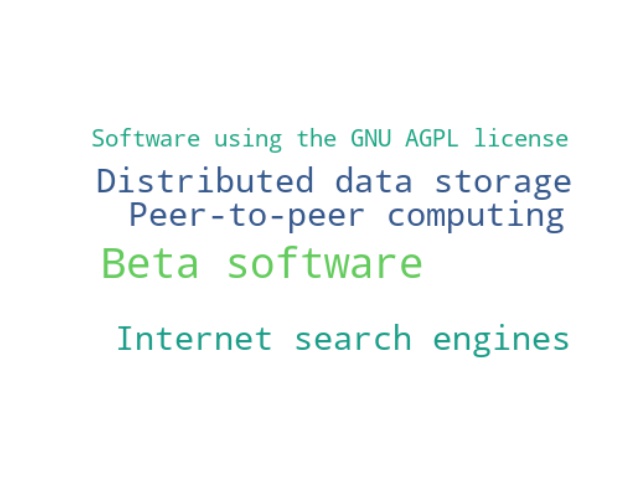 Software using the GNU AGPL license
Distributed data storage
Peer-to-peer computing
Beta software
Internet search engines